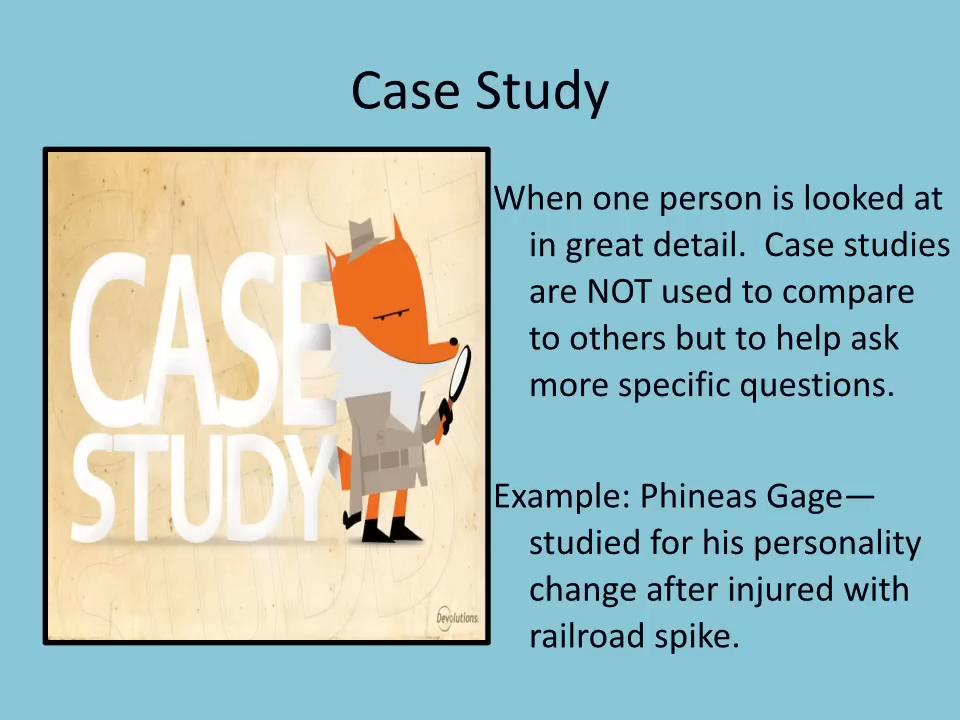 Case Study
CASE
STUDY
Devolutions
When one person is looked at
in great detail.  Case studies
are NOT used to compare
to others but to help ask
more specific questions.
Example: Phineas Gage—
studied for his personality
change after injured with
railroad spike.